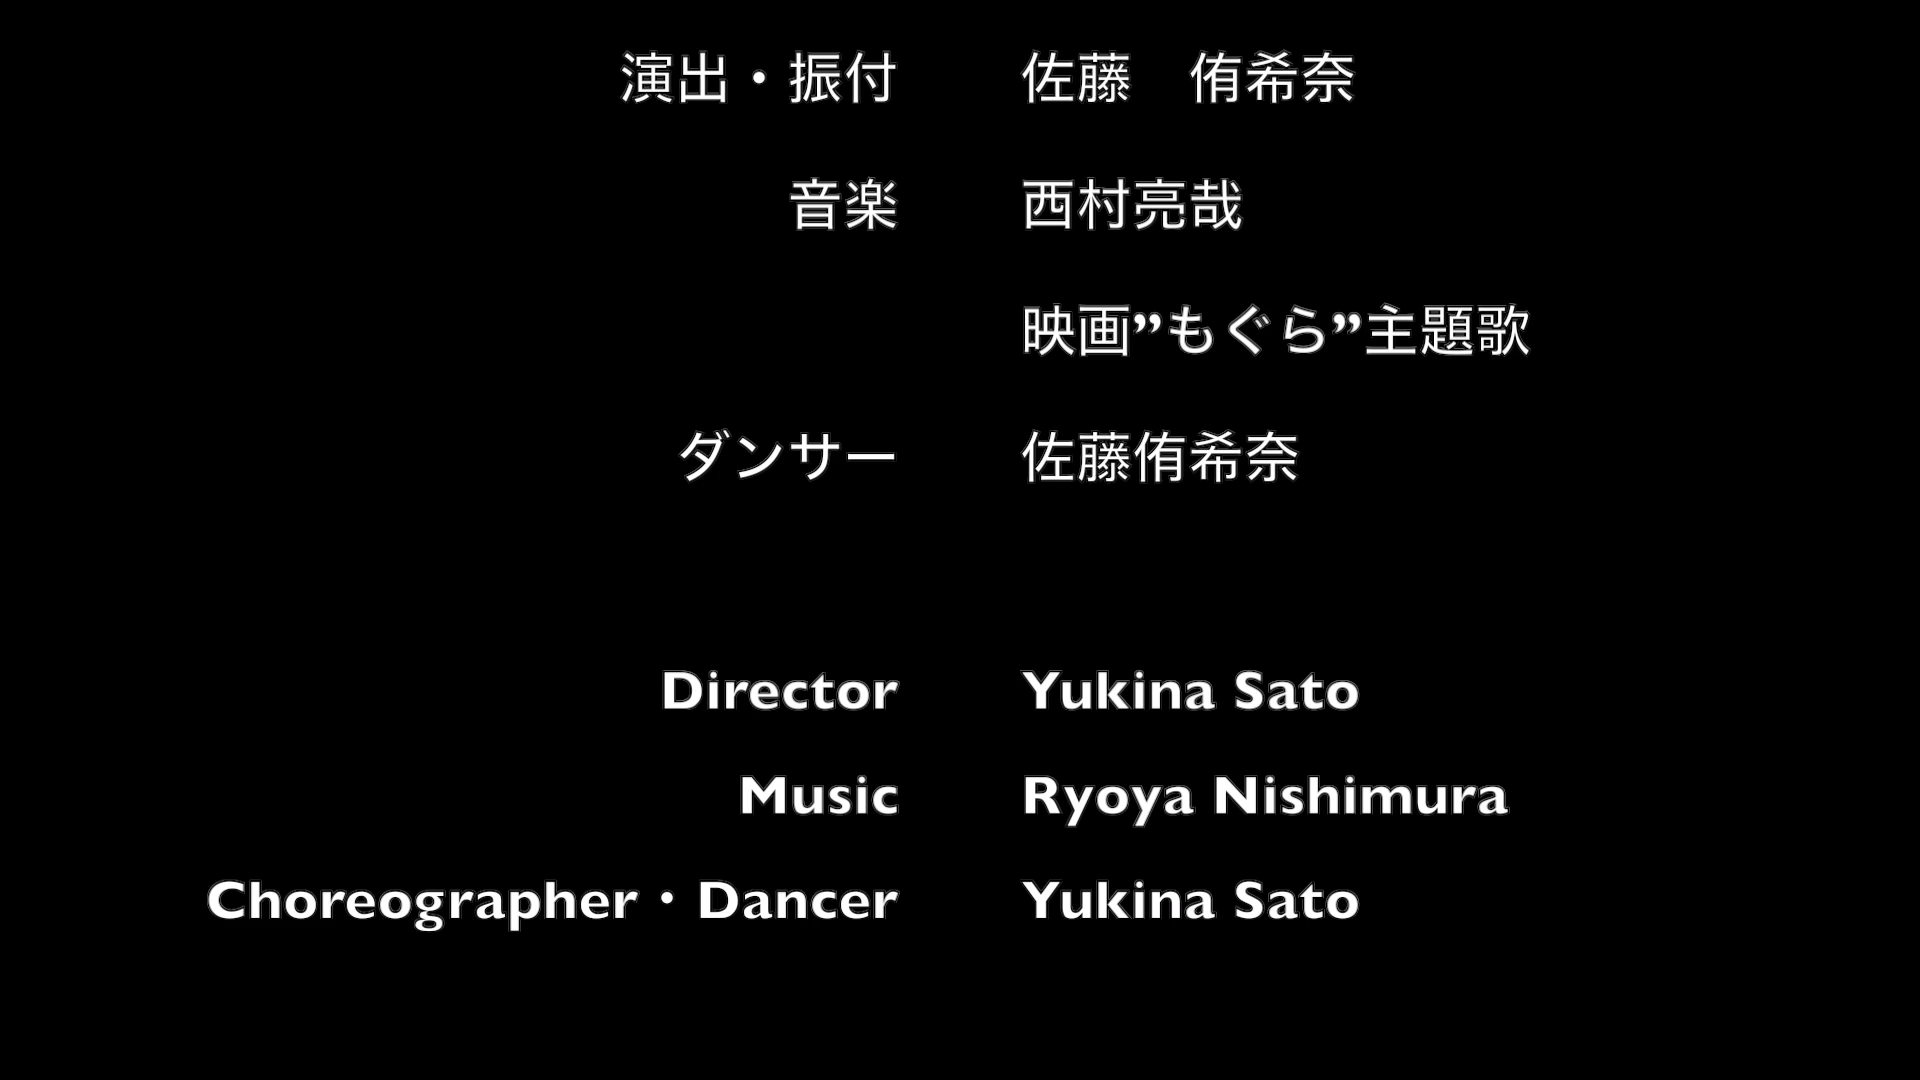 演出・振付　佐藤　侑希奈
音楽　西村亮哉
映画”もぐら”主題歌
ダンサー　佐藤侑希奈
Director Yukina Sato
Music Ryoya Nishimura
Choreographer・Dancer Yukina Sato